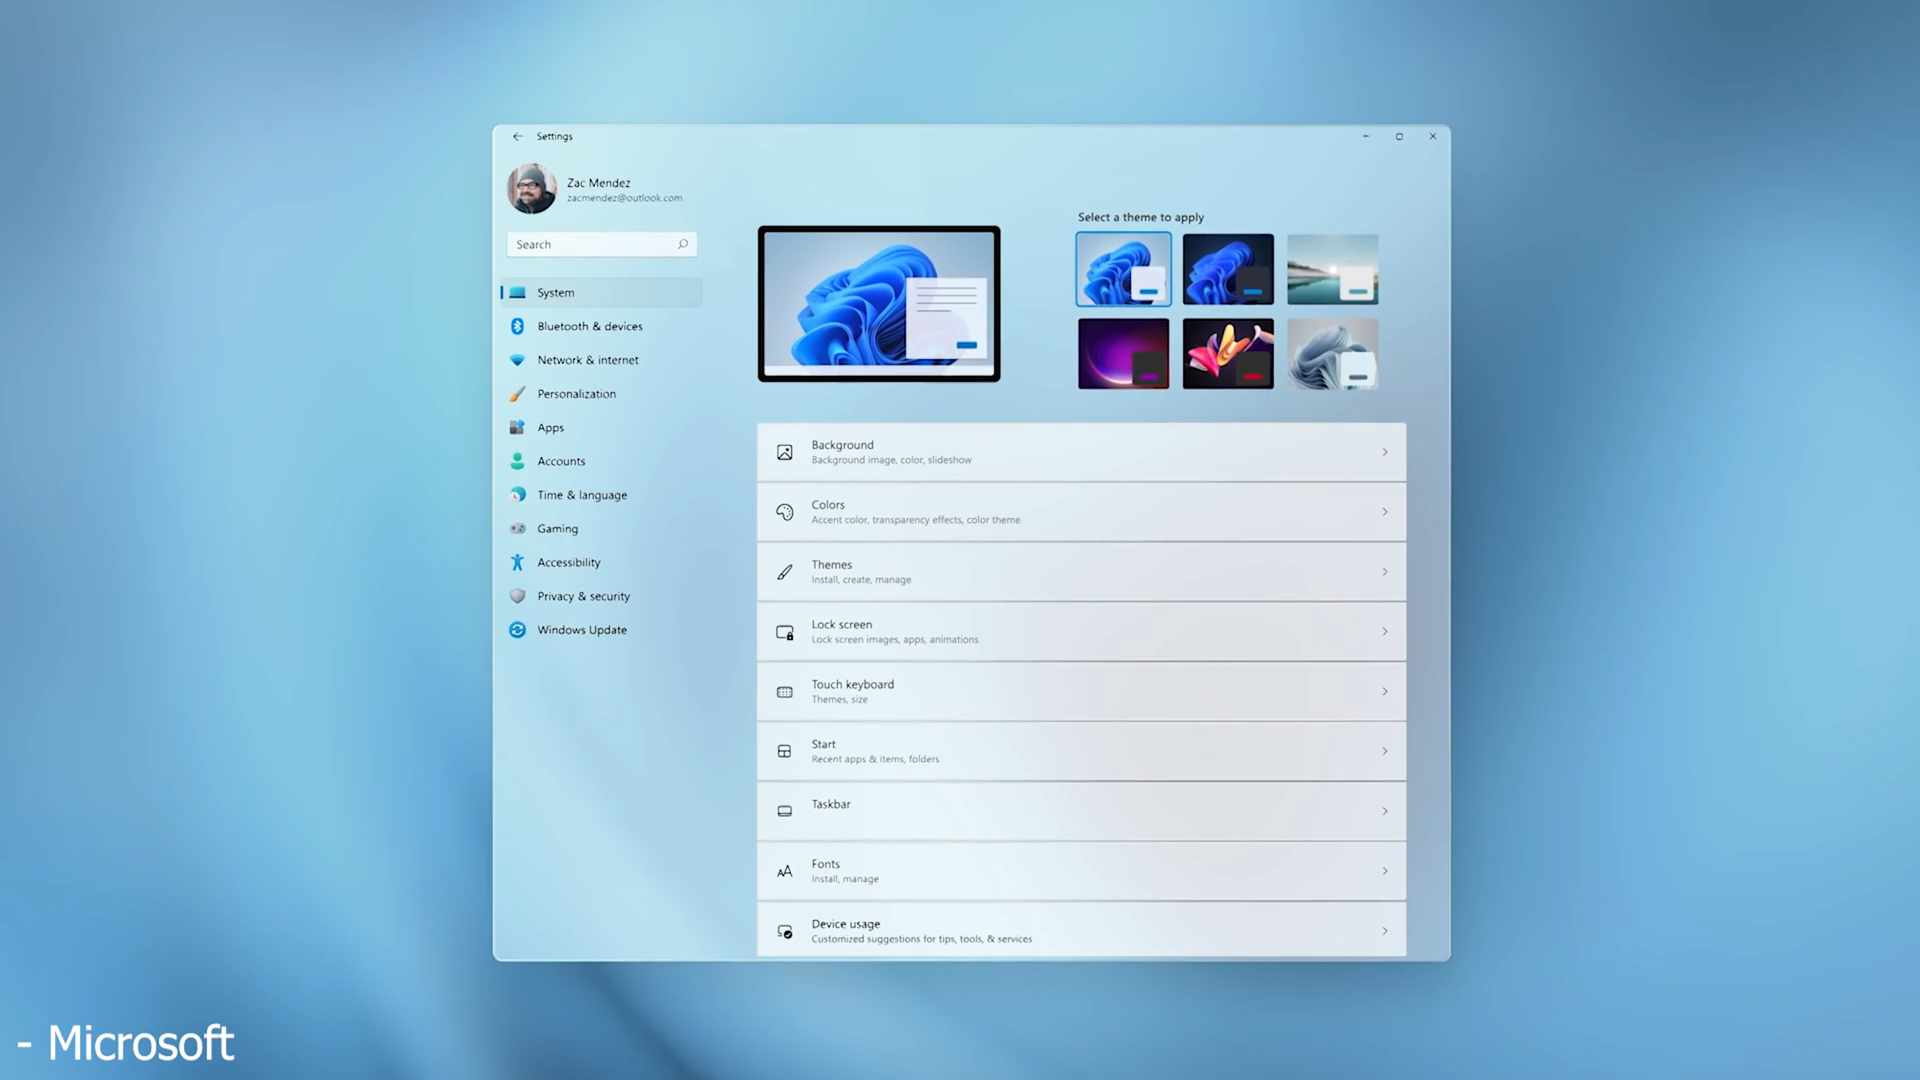 Settings
Zac Mendez
zacmendez@outlook.com
Search
System
Bluetooth & devices
Network & internet
Personalization
Apps
Accounts
Time & language
Gaming
Accessibility
Privacy & security
Windows Update
Select a theme to apply
Background
Background image, color, slideshow
Colors
Accent color, transparency effects, color theme
Themes
Install, create, manage
Lock screen
Lock screen images, apps, animations
Touch keyboard
Themes, size
Start
Recent apps & items, folders
Taskbar
Fonts
Install, manage
Device usage
Customized suggestions for tips, tools, & services
- Microsoft